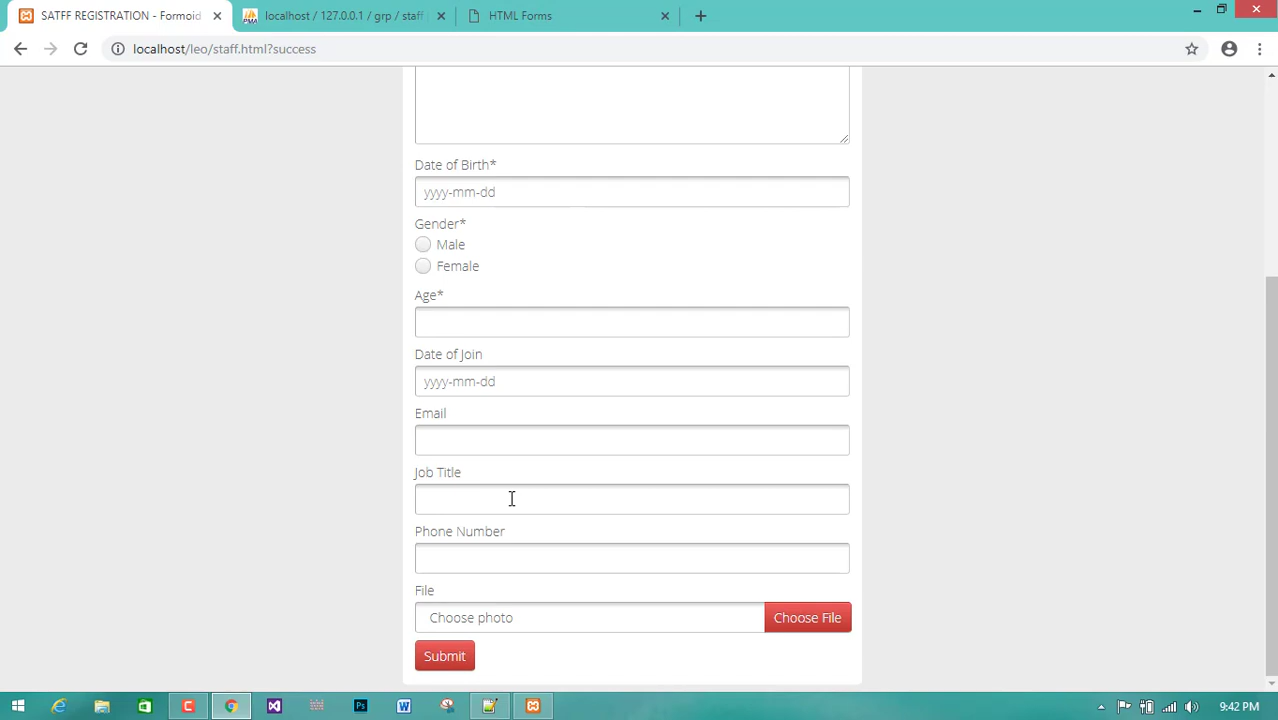 SATFF REGISTRATION - Formoid
localhost / 127.0.0.1 / grp / staff
HTML Forms
localhost/leo/staff.html?success
Date of Birth*
yyyy-mm-dd
Gender*
Male
Female
Age*
Date of Join
yyyy-mm-dd
Email
Job Title
Phone Number
File
Choose photo
Choose File
Submit
9:42 PM